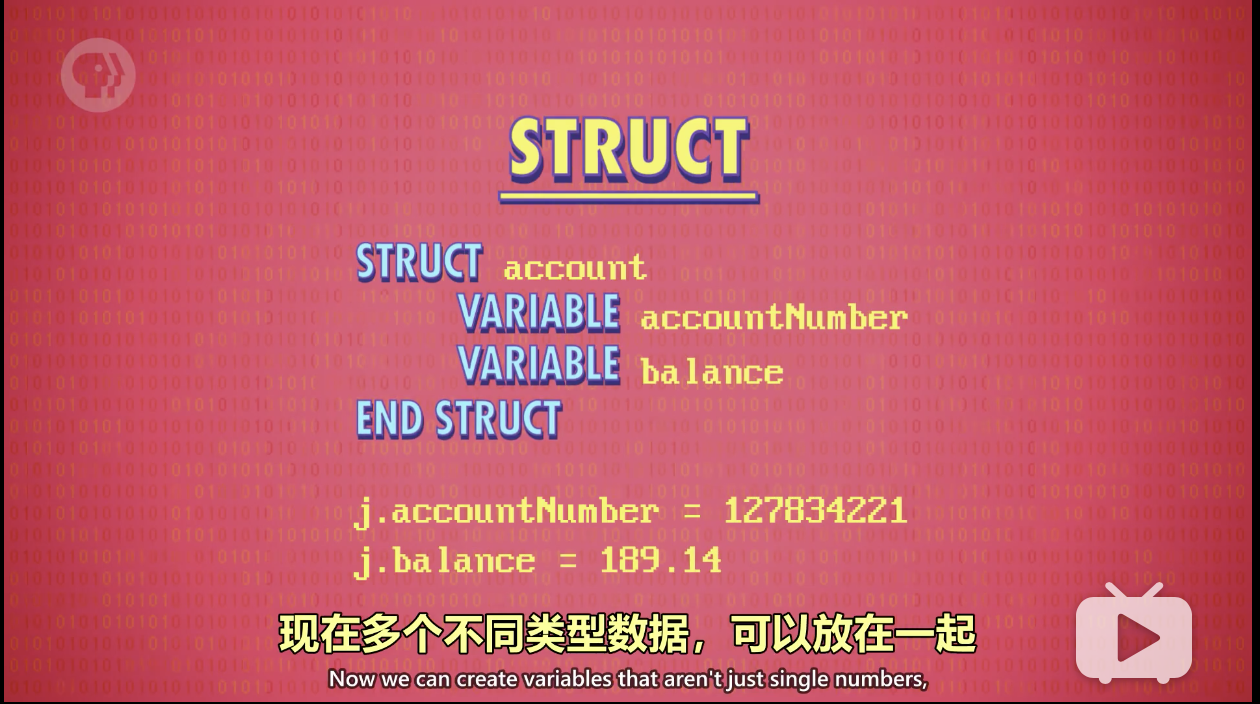 STRUCT
STRUCT account
VARIABLE accountNumber
VARIABLE balance
END STRUCT
j.accountNumber = 127834221
j.balance = 189.14
现在多个不同类型数据，可以放在一起
Now we can create variables that aren't just single numbers,